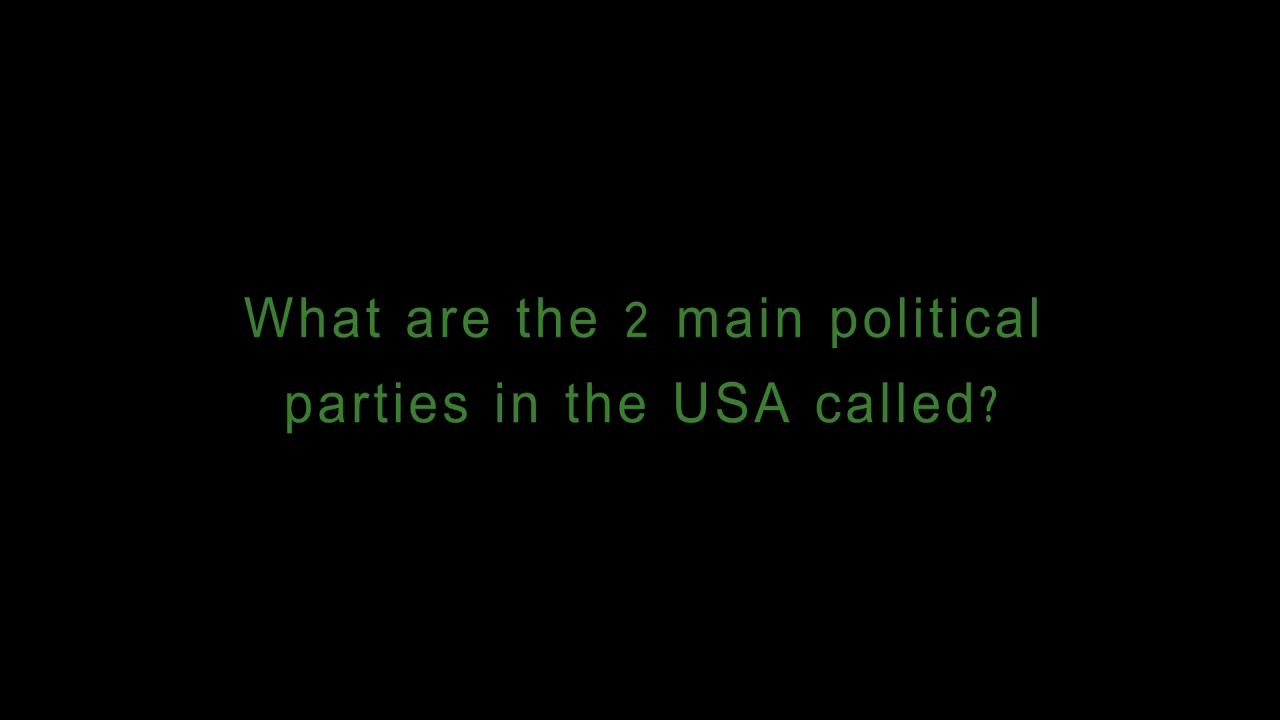 What are the 2 main political
parties in the USA called?